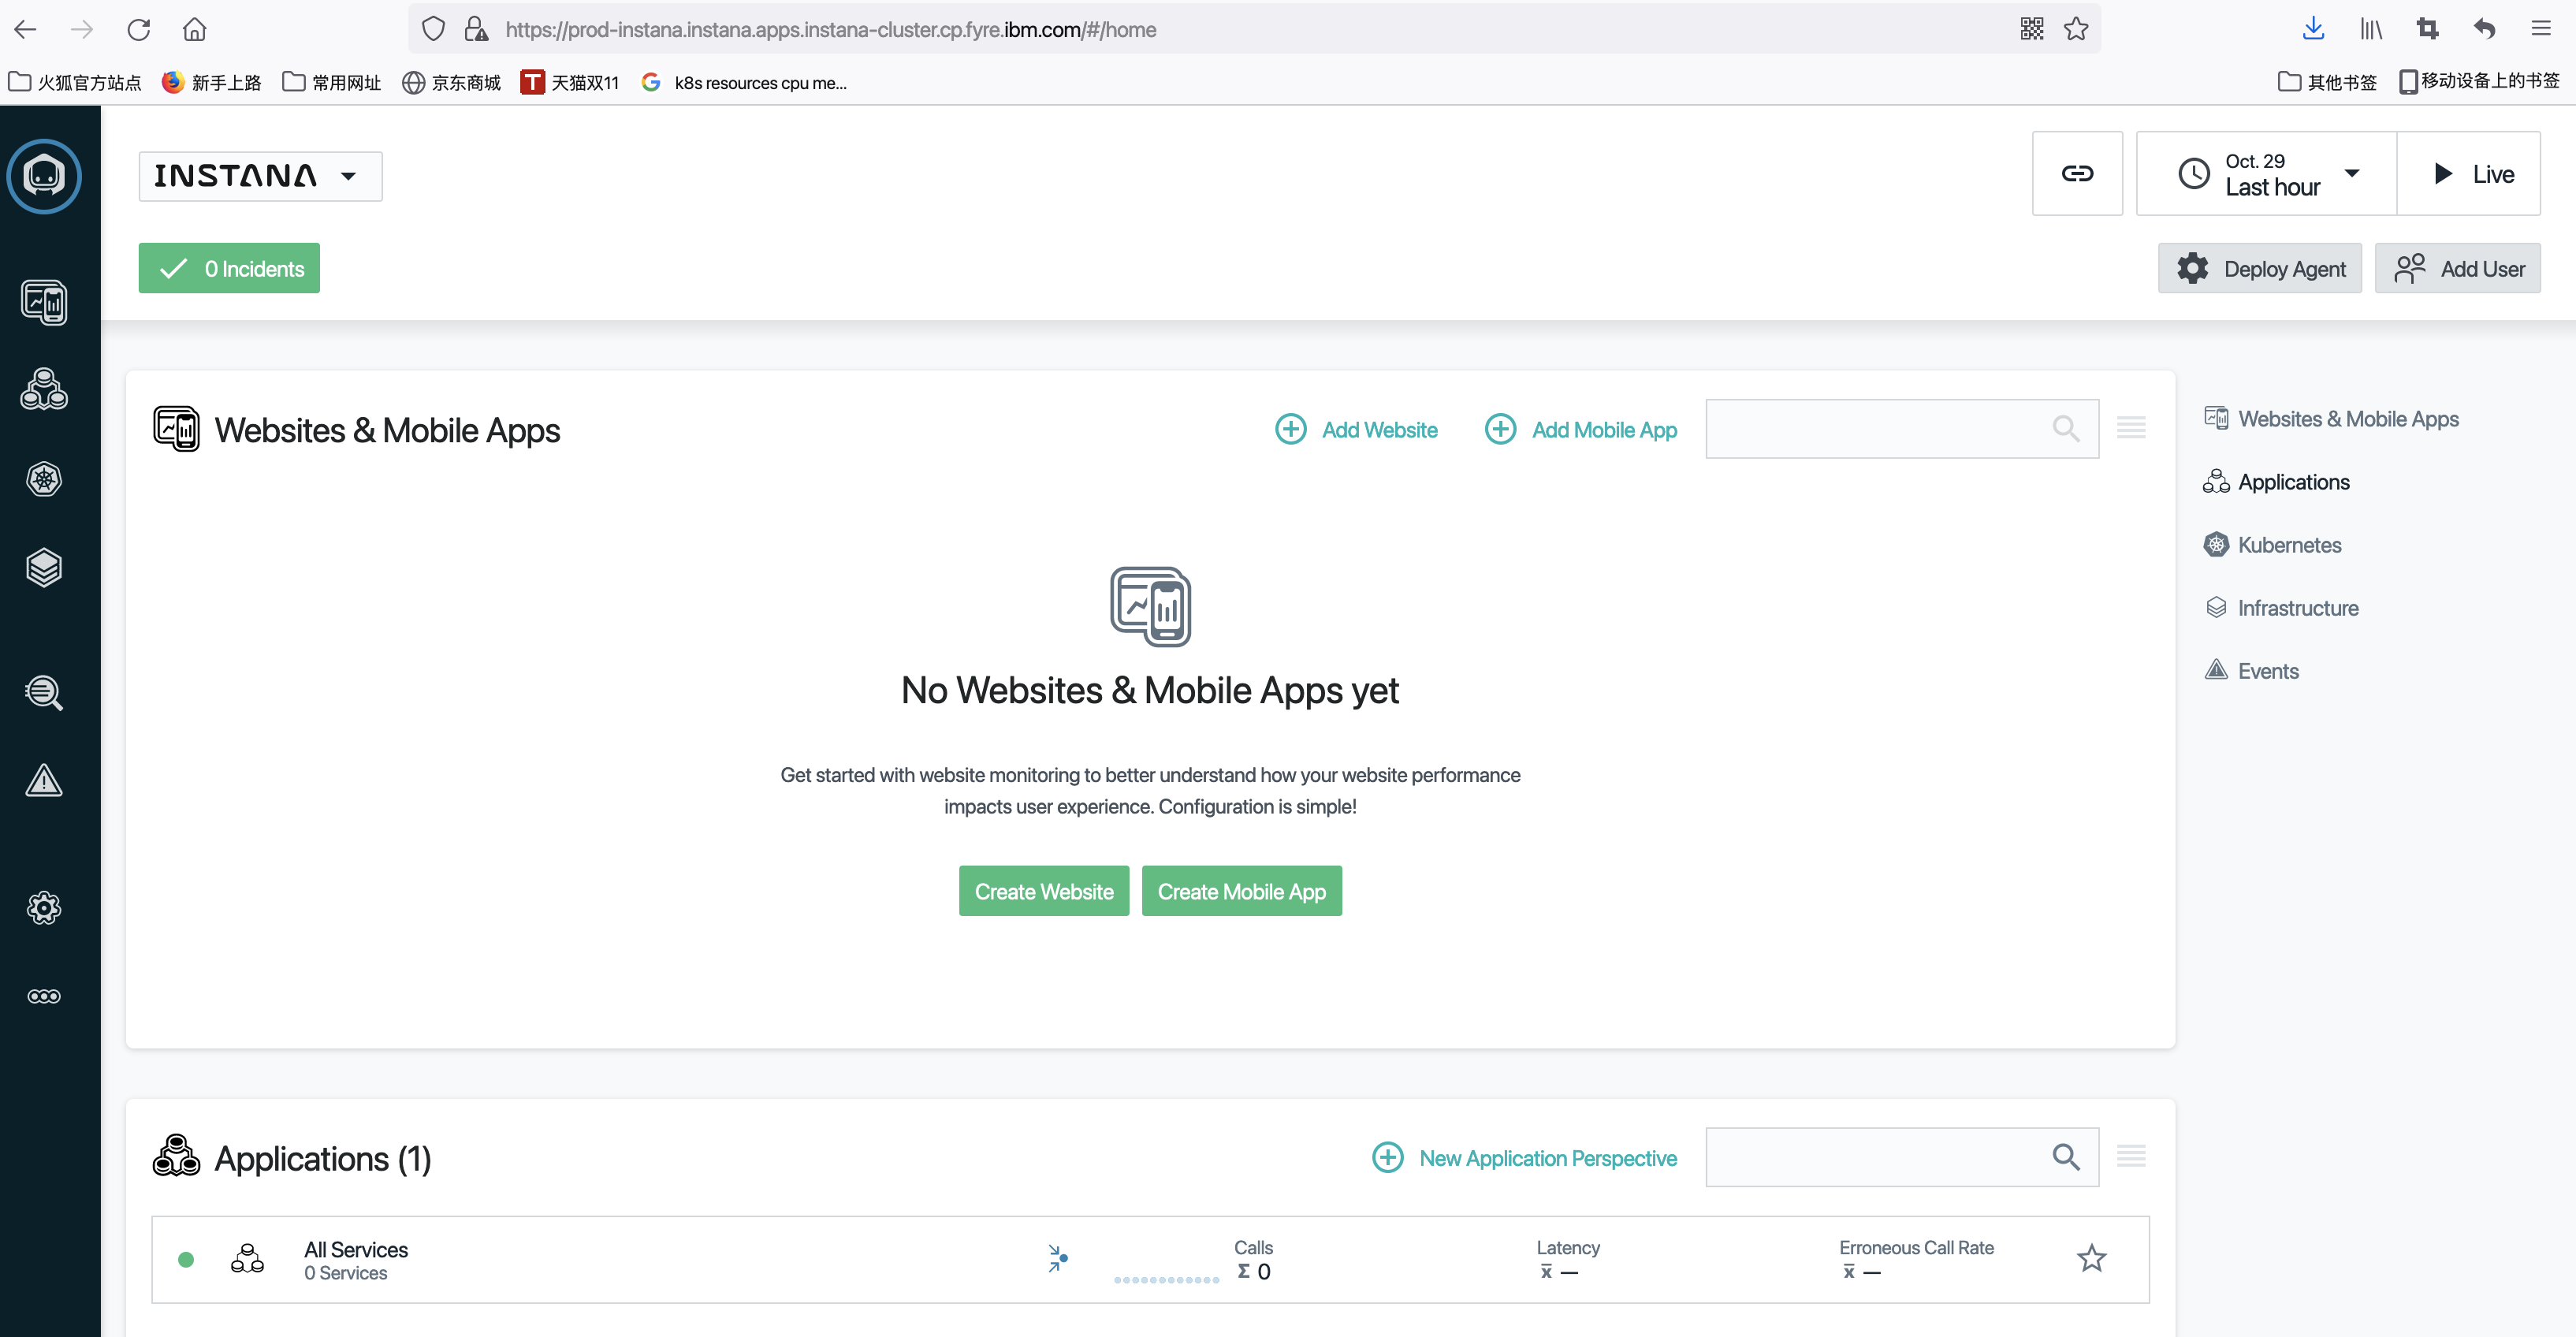 https://prod-instana.instana.apps.instana-cluster.cp.fyre.ibm.com/#/home
火狐官方站点 新手上路 常用网址 京东商城 天猫双11 k8s resources cpu me... 其他书签 移动设备上的书签
INSTANA
Oct. 29
Last hour
Live
0 Incidents
Deploy Agent
Add User
Websites & Mobile Apps
Add Website
Add Mobile App
No Websites & Mobile Apps yet
Get started with website monitoring to better understand how your website performance
impacts user experience. Configuration is simple!
Create Website
Create Mobile App
Websites & Mobile Apps
Applications
Kubernetes
Infrastructure
Events
Applications (1)
New Application Perspective
All Services
0 Services
Calls
Σ 0
Latency
x̅ —
Erroneous Call Rate
x̅ —